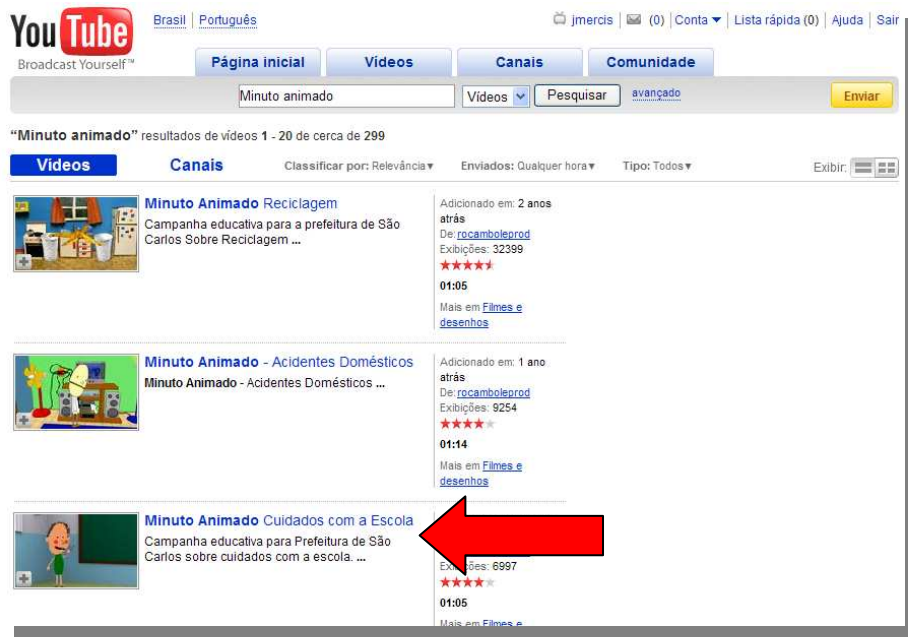 You Tube
Broadcast Yourself™
Brasil | Português
jmercis | (0) | Conta ▼ | Lista rápida (0) | Ajuda | Sair
Página inicial Vídeos Canais Comunidade
Minuto animado Vídeos Pesquisar avançado Enviar
"Minuto animado" resultados de vídeos 1 - 20 de cerca de 299
Vídeos Canais Classificar por: Relevância▼ Enviados: Qualquer hora▼ Tipo: Todos▼ Exibir:
Minuto Animado Reciclagem
Campanha educativa para a prefeitura de São
Carlos Sobre Reciclagem ...
Adicionado em: 2 anos
atrás
De: rocamboleprod
Exibições: 32399
01:05
Mais em Filmes e
desenhos
Minuto Animado - Acidentes Domésticos
Minuto Animado - Acidentes Domésticos ...
Adicionado em: 1 ano
atrás
De: rocamboleprod
Exibições: 9254
01:14
Mais em Filmes e
desenhos
Minuto Animado Cuidados com a Escola
Campanha educativa para Prefeitura de São
Carlos sobre cuidados com a escola. ...
Exibições: 6997
01:05
Mais em Filmes e